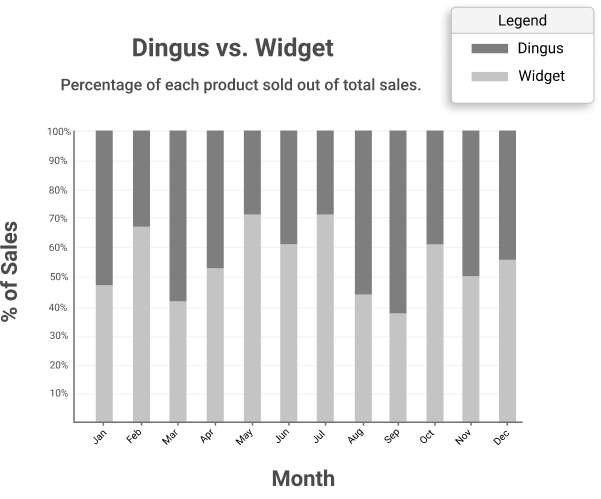 Legend
Dingus
Widget
Dingus vs. Widget
Percentage of each product sold out of total sales.
% of Sales
100%
90%
80%
70%
60%
50%
40%
30%
20%
10%
Jan
Feb
Mar
Apr
May
Jun
Jul
Aug
Sep
Oct
Nov
Dec
Month